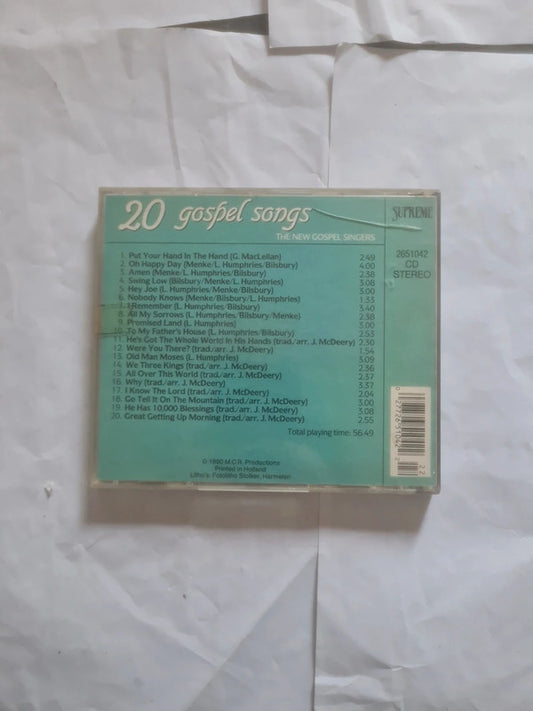 20 gospel songs
SUPREME
THE NEW GOSPEL SINGERS
2651042
CD
STEREO
1. Put Your Hand In The Hand (G. MacLellan) 2.49
2. Oh Happy Day (Menke/L. Humphries/Bilsbury) 4.00
3. Amen (Menke/L. Humphries/Bilsbury) 2.38
4. Swing Low (Bilsbury/Menke/L. Humphries) 3.08
5. Hey Joe (L. Humphries/Menke/Bilsbury) 3.00
6. Nobody Knows (Menke/Bilsbury/L. Humphries) 1.33
7. I Remember (L. Humphries/Bilsbury) 3.40
8. All My Sorrows (L. Humphries/Bilsbury/Menke) 2.38
9. Promised Land (L. Humphries) 3.00
10. To My Father's House (L. Humphries/Bilsbury) 2.53
11. He's Got The Whole World In His Hands (trad./arr. J. McDeery) 2.30
12. Were You There? (trad./arr. J. McDeery) 1.54
13. Old Man Moses (L. Humphries) 3.09
14. We Three Kings (trad./arr. J. McDeery) 2.36
15. All Over This World (trad./arr. J. McDeery) 2.37
16. Why (trad./arr. J. McDeery) 3.37
17. I Know the Lord (trad./arr. J. McDeery) 2.04
18. Go Tell It On The Mountain (trad./arr. J. McDeery) 3.00
19. He Has 10,000 Blessings (trad./arr. J. McDeery) 3.08
20. Great Getting Up Morning (trad./arr. J. McDeery) 2.55
Total playing time: 56.49
© 1990 M.C.R. Productions
Printed in Holland
Litho's: Fotolitho Stolker, Harmelen
22